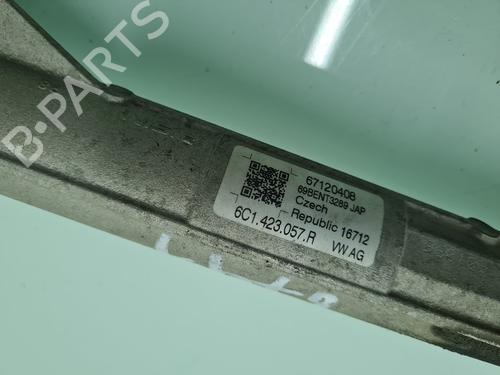 B-PARTS
67120408
69BENT3289 JAP
Czech
Republic 16712
6C1.423.057.R VW AG